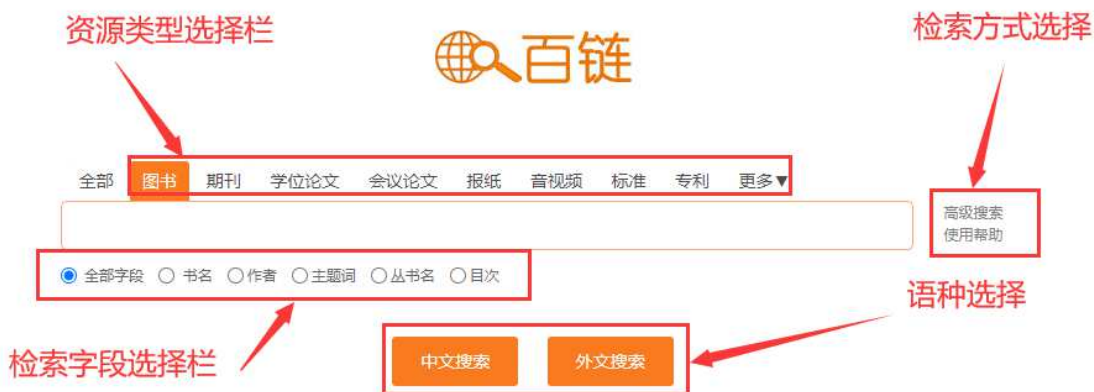 资源类型选择栏
检索方式选择
百链
全部 图书 期刊 学位论文 会议论文 报纸 音视频 标准 专利 更多▼
高级搜索
使用帮助
全部字段 书名 作者 主题词 丛书名 目次
语种选择
检索字段选择栏
中文搜索 外文搜索